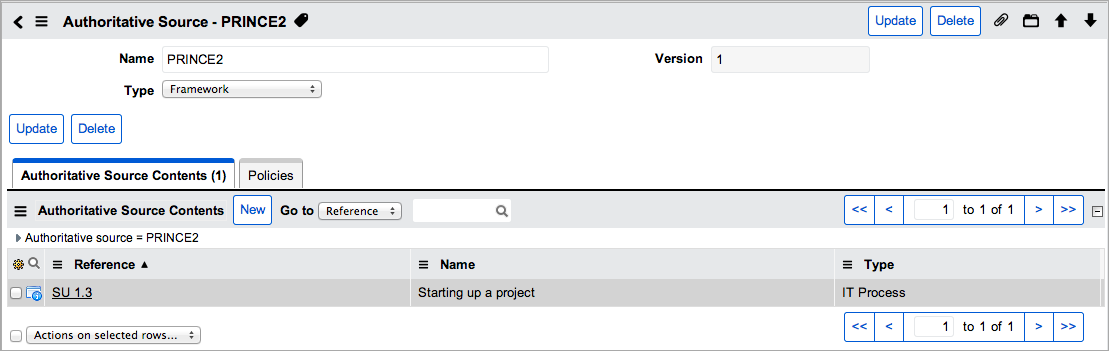 Authoritative Source - PRINCE2 Update Delete
Name PRINCE2 Version 1
Type Framework
Update Delete
Authoritative Source Contents (1) Policies
Authoritative Source Contents New Go to Reference << < 1 to 1 of 1 > >>
Authoritative source = PRINCE2
Reference ▲ Name Type
SU 1.3 Starting up a project IT Process
Actions on selected rows... << < 1 to 1 of 1 > >>